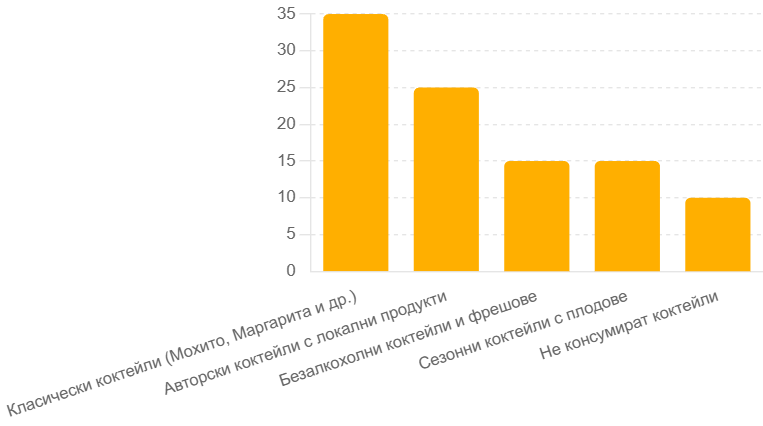 35
30
25
20
15
10
5
0
Класически коктейли (Мохито, Маргарита и др.)
Авторски коктейли с локални продукти
Безалкохолни коктейли и фрешове
Сезонни коктейли с плодове
Не консумират коктейли